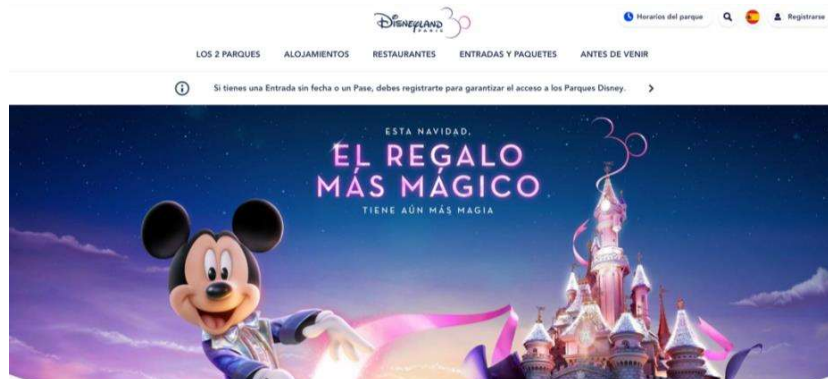 Disneyland
PARIS
30
Horarios del parque
Registrarse
LOS 2 PARQUES
ALOJAMIENTOS
RESTAURANTES
ENTRADAS Y PAQUETES
ANTES DE VENIR
Si tienes una Entrada sin fecha o un Pase, debes registrarte para garantizar el acceso a los Parques Disney.
ESTA NAVIDAD,
EL REGALO
MÁS MÁGICO
TIENE AÚN MÁS MAGIA
30